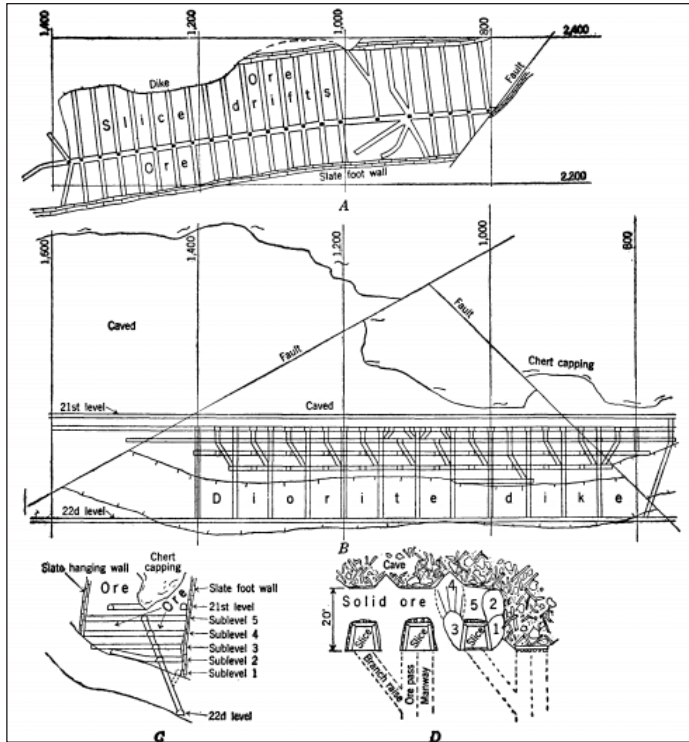 1,400
1,200
1,000
800
2,400
Dike
Ore
Slice drifts
Fault
Ore
Slate foot wall
2,200
A
1,600
1,400
1,200
1,000
800
Caved
Fault
Fault
Chert capping
21st level
Caved
Diorite dike
22d level
B
Slate hanging wall
Chert capping
Ore
Ore
Slate foot wall
21st level
Sublevel 5
Sublevel 4
Sublevel 3
Sublevel 2
Sublevel 1
22d level
C
Cave
Solid ore
20'
4
5
2
3
1
Slice
Slice
Slice
Branch raise
Ore pass
Manway
D